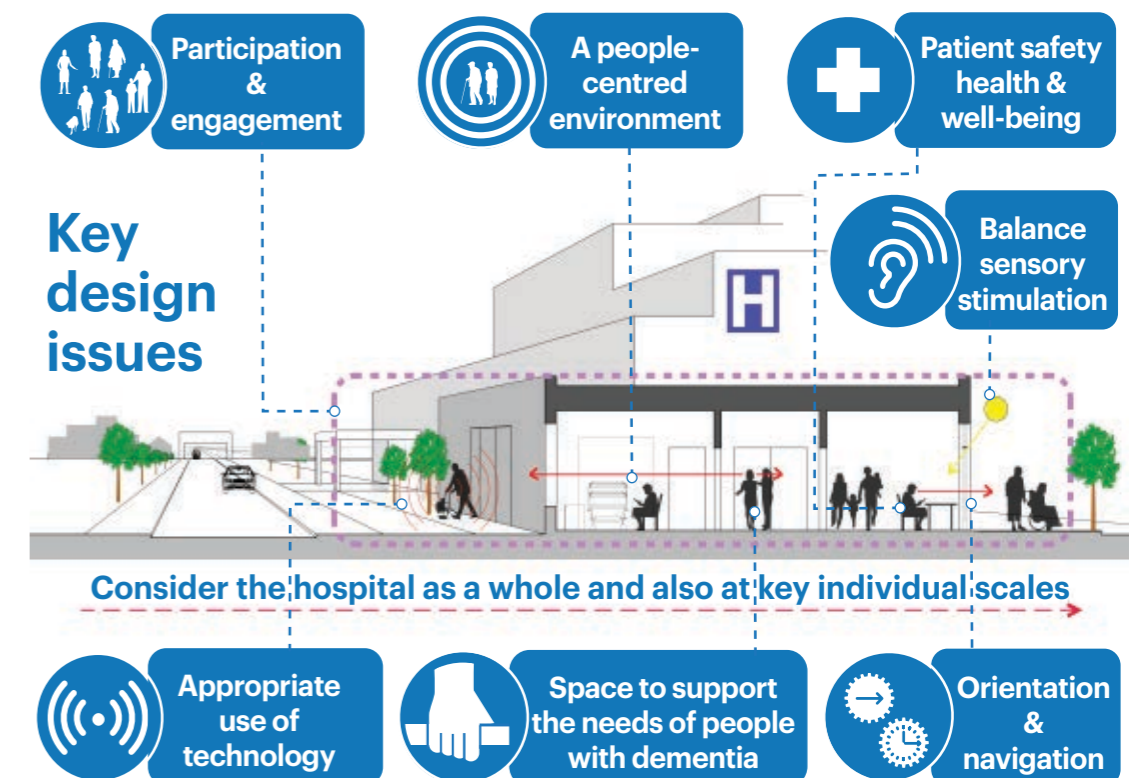 Participation
&
engagement
A people-
centred
environment
Patient safety
health &
well-being
Key
design
issues
Balance
sensory
stimulation
H
Consider the hospital as a whole and also at key individual scales
Appropriate
use of
technology
Space to support
the needs of people
with dementia
Orientation
&
navigation